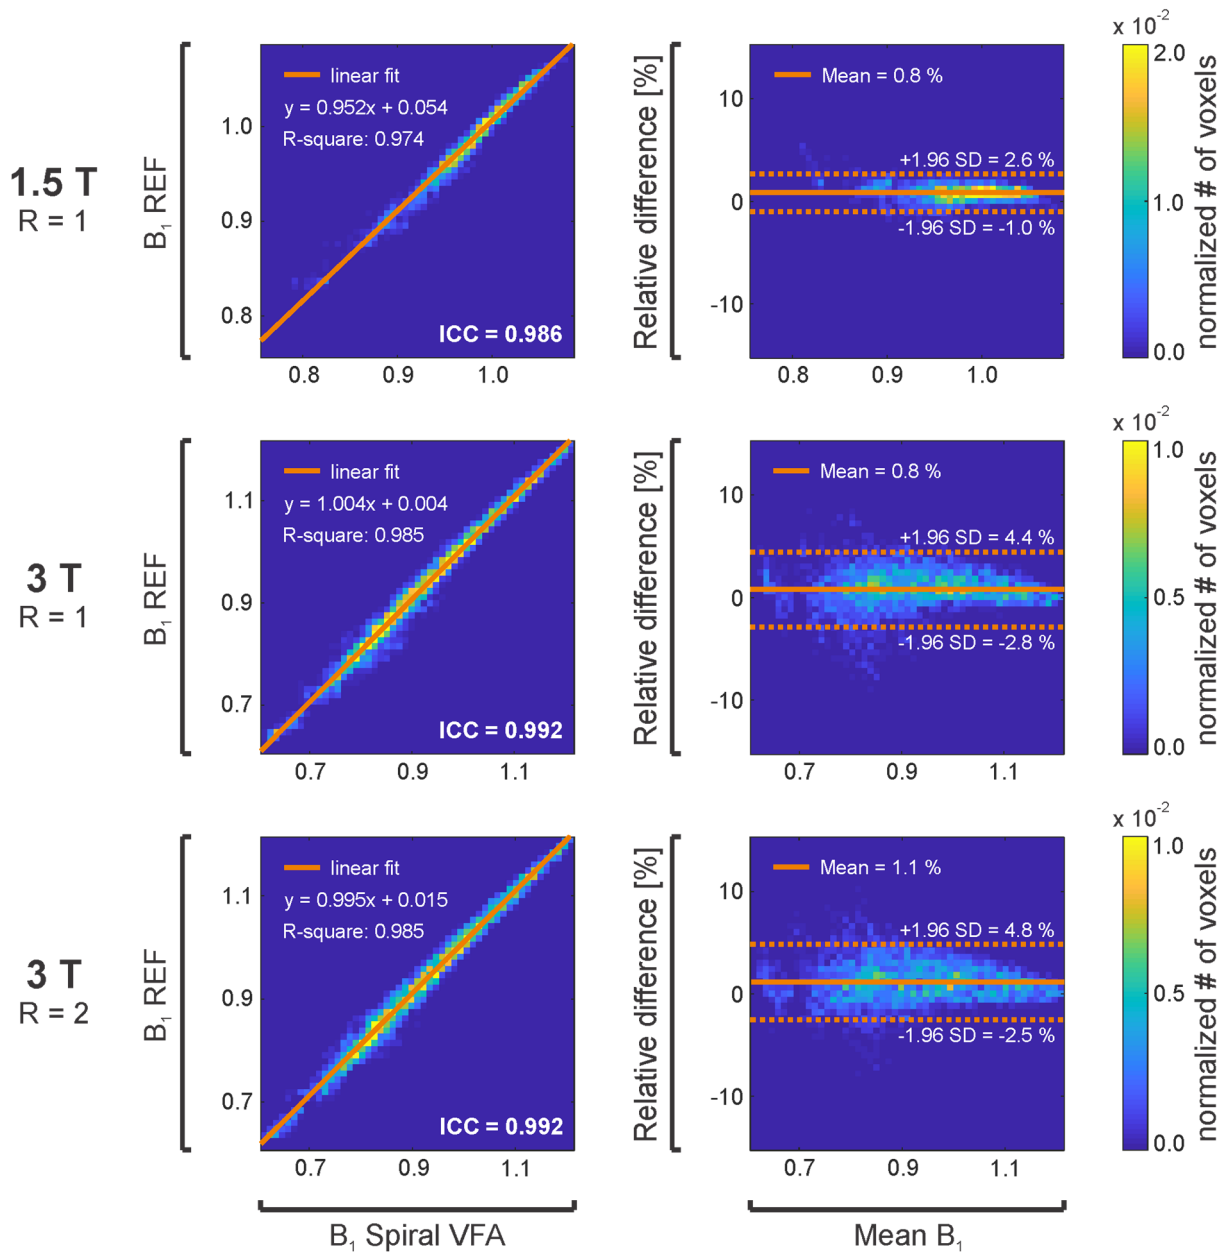 1.5 T
R = 1
B₁ REF
1.0
0.9
0.8
linear fit
y = 0.952x + 0.054
R-square: 0.974
ICC = 0.986
0.8
0.9
1.0
Relative difference [%]
10
0
-10
Mean = 0.8 %
+1.96 SD = 2.6 %
-1.96 SD = -1.0 %
0.8
0.9
1.0
x 10⁻²
2.0
1.0
0.0
normalized # of voxels
3 T
R = 1
B₁ REF
1.1
0.9
0.7
linear fit
y = 1.004x + 0.004
R-square: 0.985
ICC = 0.992
0.7
0.9
1.1
Relative difference [%]
10
0
-10
Mean = 0.8 %
+1.96 SD = 4.4 %
-1.96 SD = -2.8 %
0.7
0.9
1.1
x 10⁻²
1.0
0.5
0.0
normalized # of voxels
3 T
R = 2
B₁ REF
1.1
0.9
0.7
linear fit
y = 0.995x + 0.015
R-square: 0.985
ICC = 0.992
0.7
0.9
1.1
Relative difference [%]
10
0
-10
Mean = 1.1 %
+1.96 SD = 4.8 %
-1.96 SD = -2.5 %
0.7
0.9
1.1
x 10⁻²
1.0
0.5
0.0
normalized # of voxels
B₁ Spiral VFA
Mean B₁